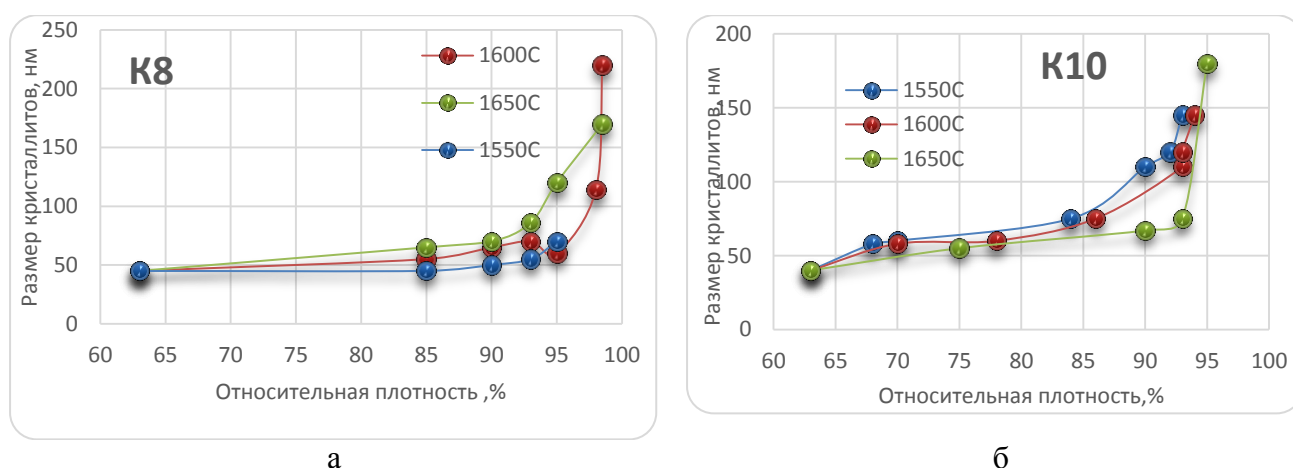 Размер кристаллитов, нм
250
200
150
100
50
0
К8
1600С
1650С
1550С
60 65 70 75 80 85 90 95 100
Относительная плотность ,%
а
Размер кристаллитов, нм
200
150
100
50
0
К10
1550С
1600С
1650С
60 65 70 75 80 85 90 95 100
Относительная плотность,%
б